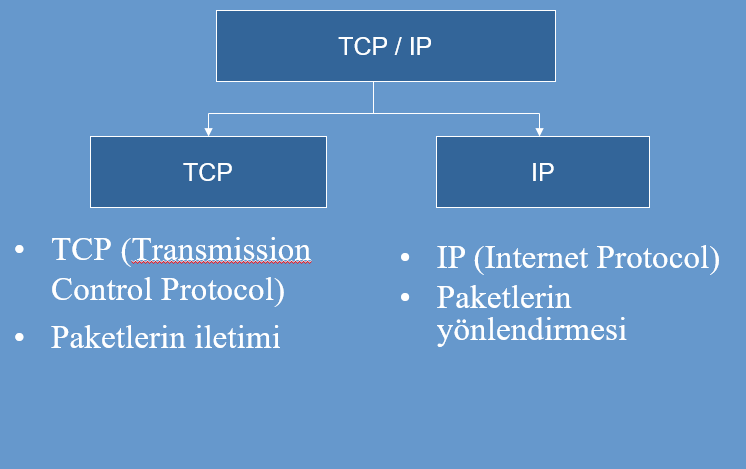 TCP / IP
TCP
IP
• TCP (Transmission
Control Protocol)
• Paketlerin iletimi
• IP (Internet Protocol)
• Paketlerin
yönlendirmesi